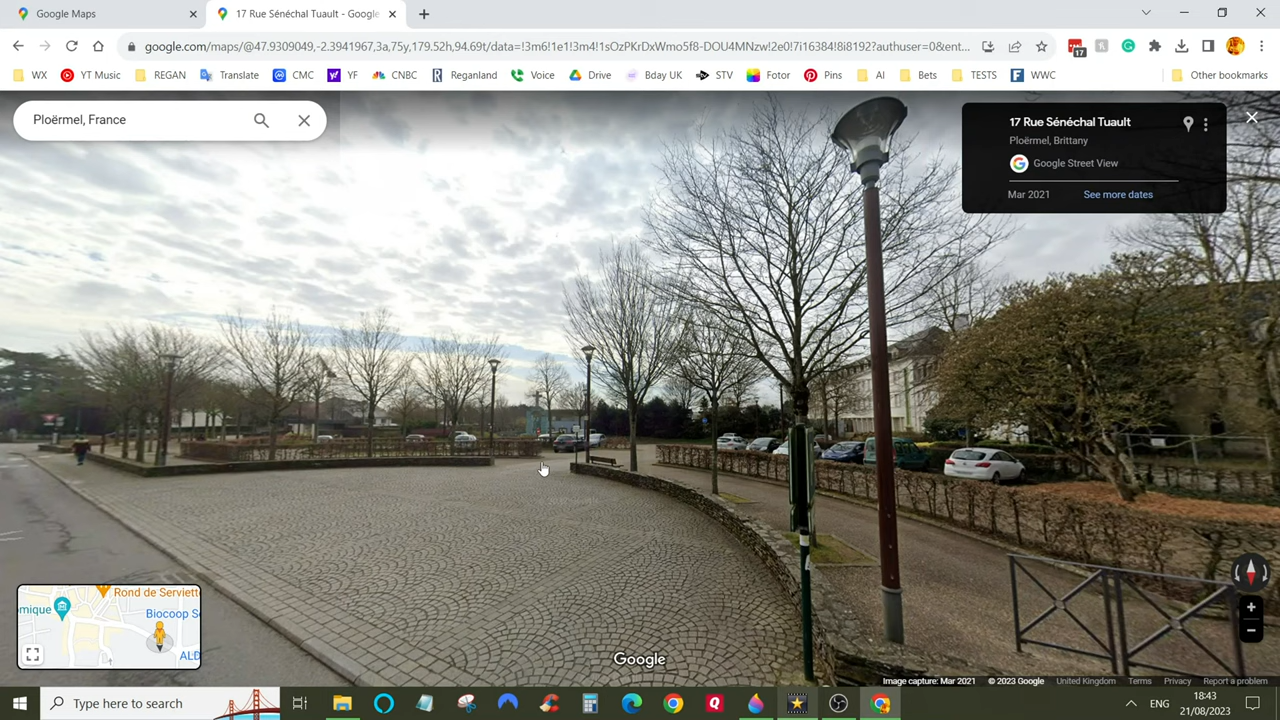 Google Maps
17 Rue Sénéchal Tuault - Google
google.com/maps/@47.9309049,-2.3941961,3a,75y,179.52h,94.69t/data=!3m6!1e1!3m4!1sOzPKrDxWmo5f8-DOU4MNzw!2e0!7i16384!8i8192?authuser=0&ent...
17
WX
YT Music
REGAN
Translate
CMC
YF
CNBC
Reganland
Voice
Drive
Bday UK
STV
Fotor
Pins
AI
Bets
TESTS
WWC
Other bookmarks
Ploërmel, France
17 Rue Sénéchal Tuault
Ploërmel, Brittany
Google Street View
Mar 2021 See more dates
Rond de Serviett
mique
Biocoop S
ALD
Google
Image capture: Mar 2021 © 2023 Google United Kingdom Terms Privacy Report a problem
Type here to search
ENG
18:43
21/08/2023